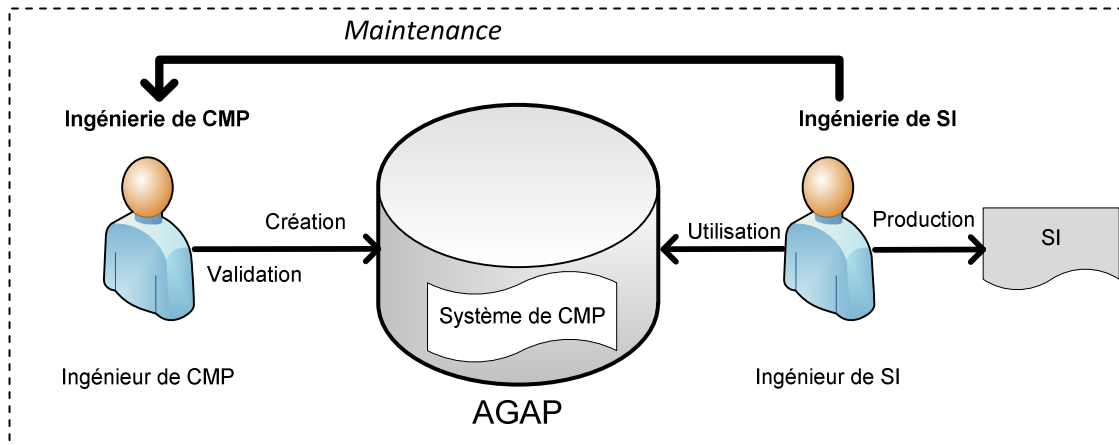 Maintenance
Ingénierie de CMP
Ingénierie de SI
Création
Validation
Utilisation
Production
SI
Système de CMP
Ingénieur de CMP
Ingénieur de SI
AGAP